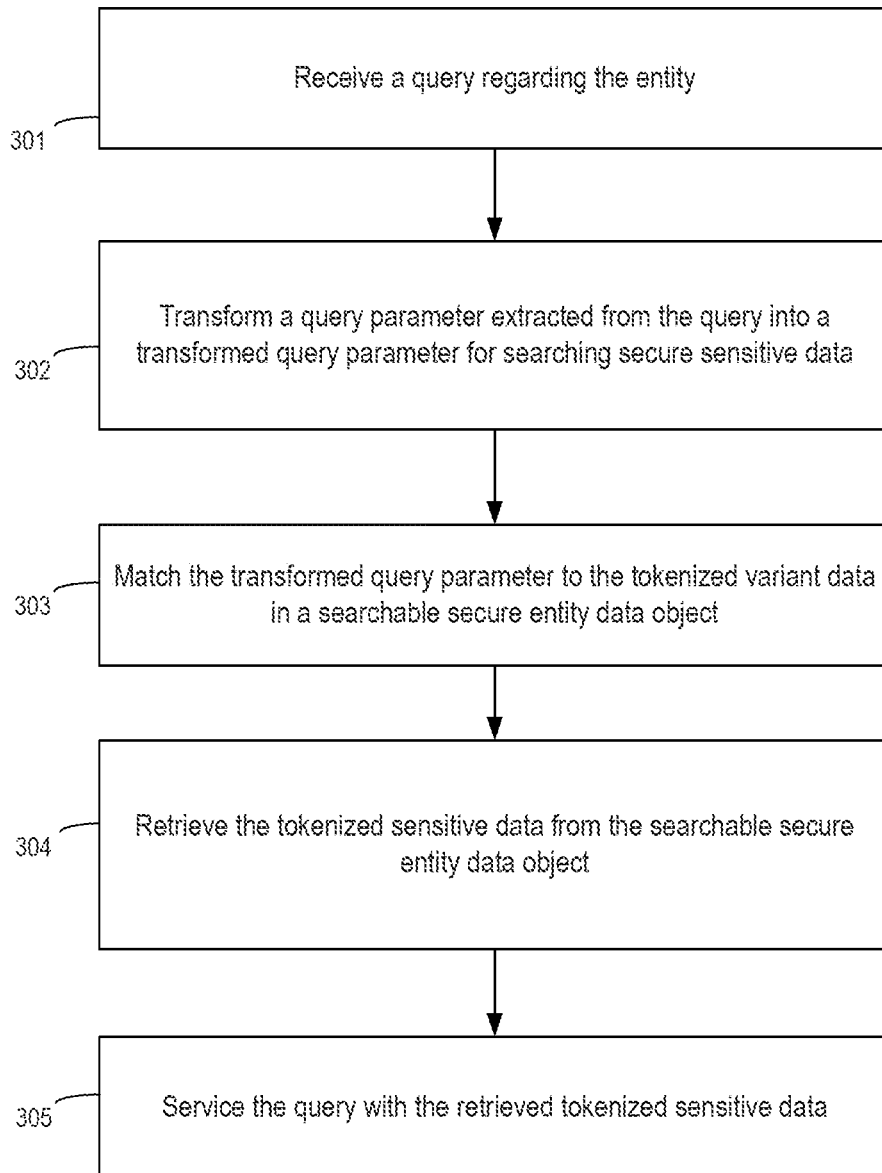 Receive a query regarding the entity
301
Transform a query parameter extracted from the query into a
transformed query parameter for searching secure sensitive data
302
Match the transformed query parameter to the tokenized variant data
in a searchable secure entity data object
303
Retrieve the tokenized sensitive data from the searchable secure
entity data object
304
Service the query with the retrieved tokenized sensitive data
305